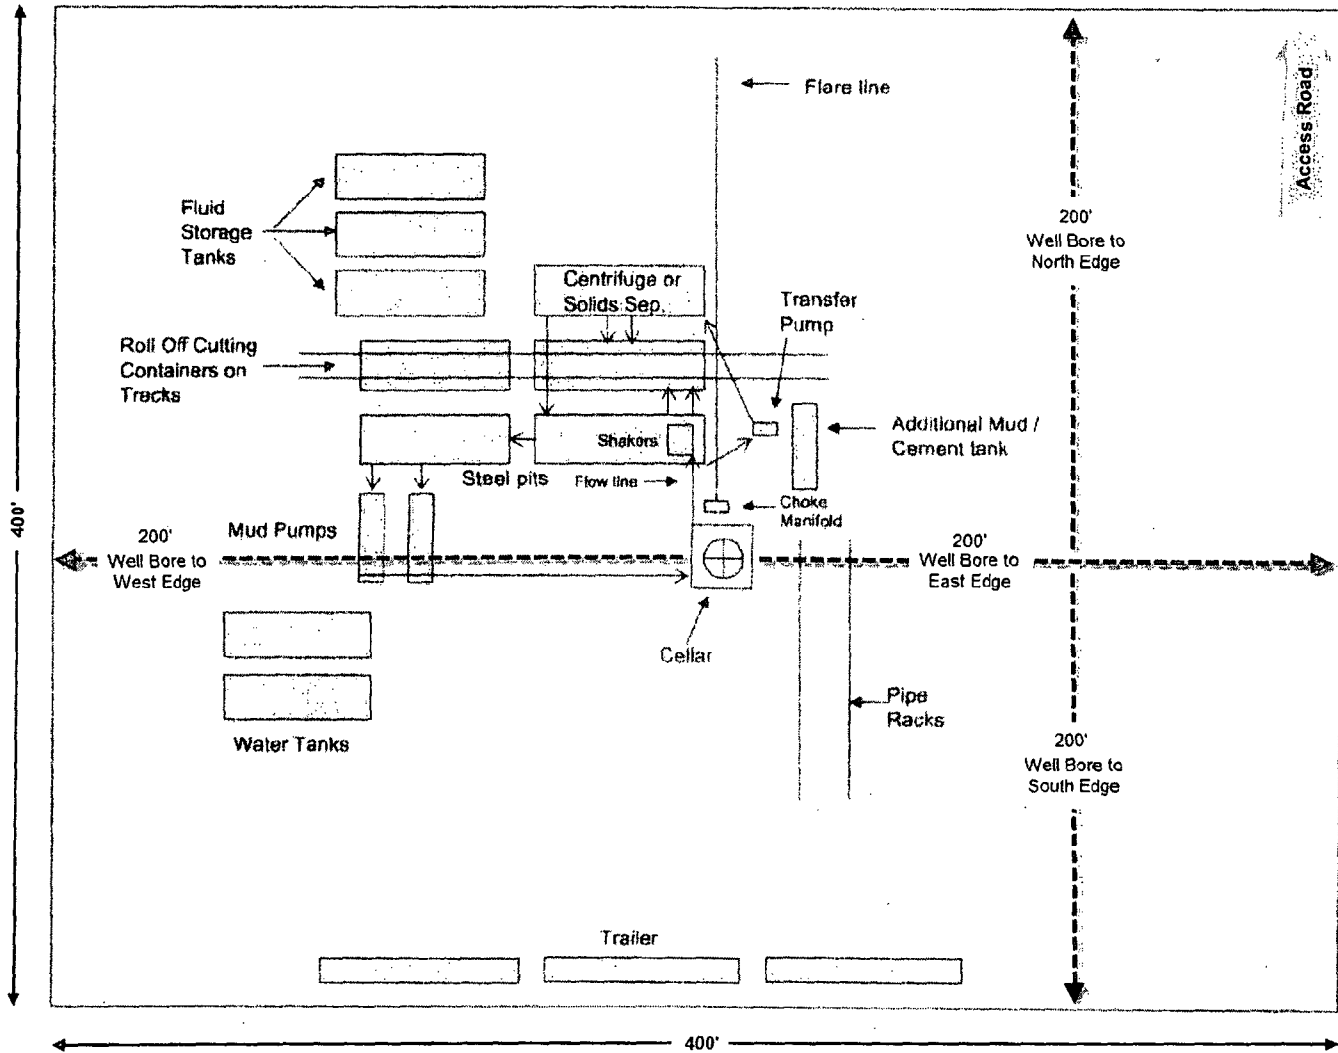 Flare line
Access Road
Fluid
Storage
Tanks
200'
Well Bore to
North Edge
Centrifuge or
Solids Sep.
Transfer
Pump
Roll Off Cutting
Containers on
Tracks
Additional Mud /
Cement tank
Shakers
Steel pits
Flow line
Choke
Manifold
400'
Mud Pumps
200'
Well Bore to
West Edge
200'
Well Bore to
East Edge
Cellar
Pipe
Racks
Water Tanks
200'
Well Bore to
South Edge
Trailer
400'